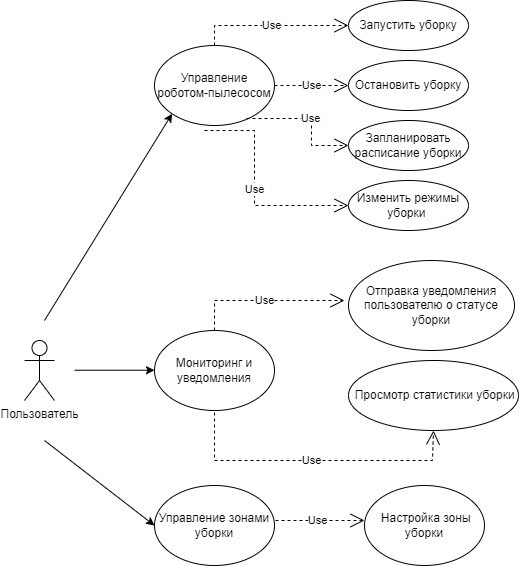 Use
Запустить уборку
Управление
роботом-пылесосом
Use
Остановить уборку
Use
Запланировать
расписание уборки
Use
Изменить режимы
уборки
Отправка уведомления
пользователю о статусе
уборки
Use
Мониторинг и
уведомления
Просмотр статистики уборки
Пользователь
Use
Управление зонами
уборки
Use
Настройка зоны
уборки